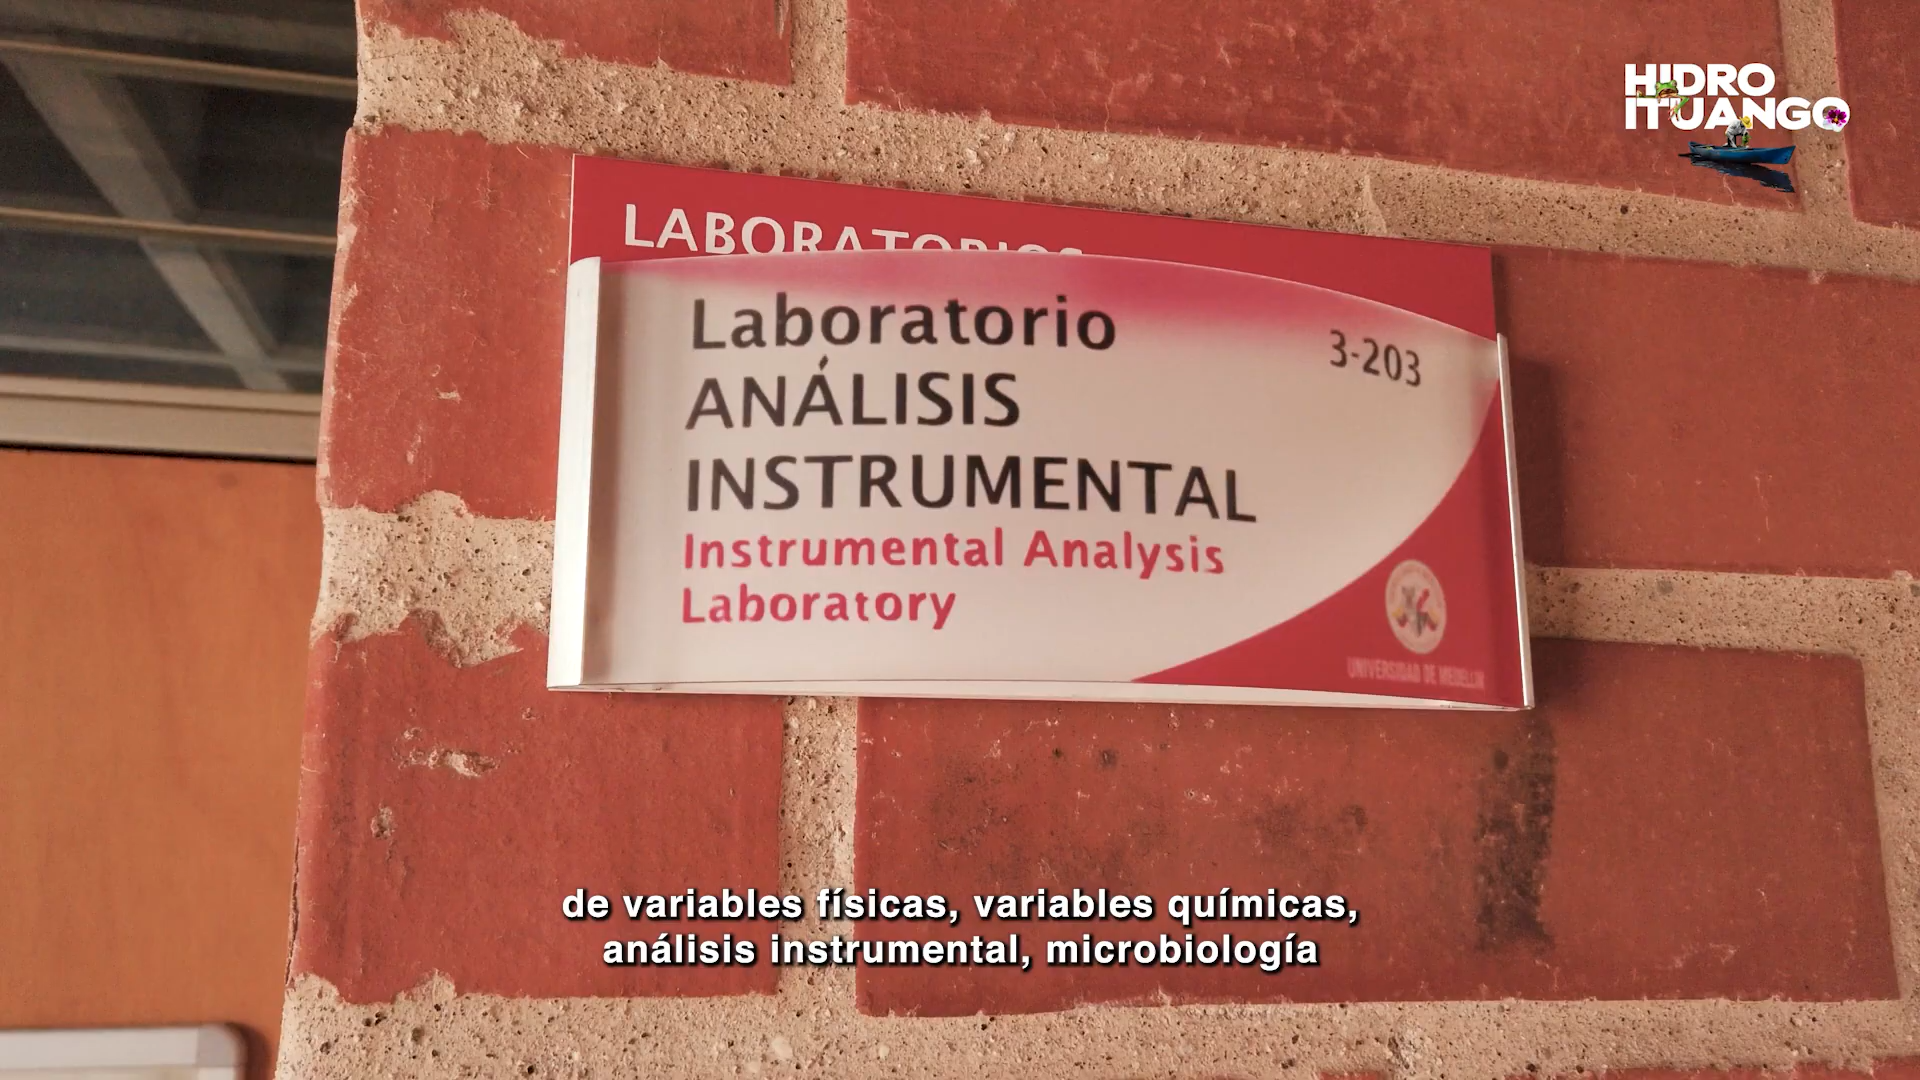 HIDRO
ITUANGO
LABORATORIOS
Laboratorio
3-203
ANÁLISIS
INSTRUMENTAL
Instrumental Analysis
Laboratory
UNIVERSIDAD DE MEDELLÍN
de variables físicas, variables químicas,
análisis instrumental, microbiología